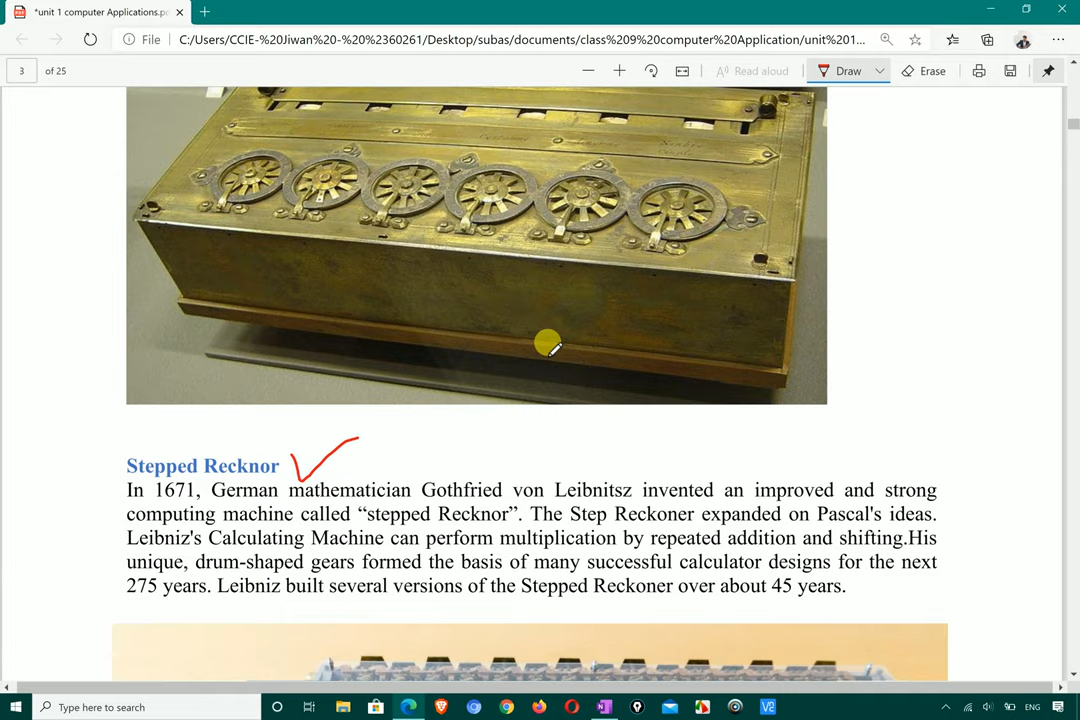 *unit 1 computer Applications.pc
File
C:/Users/CCIE-%20Jiwan%20-%20%2360261/Desktop/subas/documents/class%209%20computer%20Application/unit%201...
3 of 25
Read aloud
Draw
Erase
Stepped Recknor
In 1671, German mathematician Gothfried von Leibnitsz invented an improved and strong
computing machine called “stepped Recknor”. The Step Reckoner expanded on Pascal's ideas.
Leibniz's Calculating Machine can perform multiplication by repeated addition and shifting.His
unique, drum-shaped gears formed the basis of many successful calculator designs for the next
275 years. Leibniz built several versions of the Stepped Reckoner over about 45 years.
Type here to search
ENG